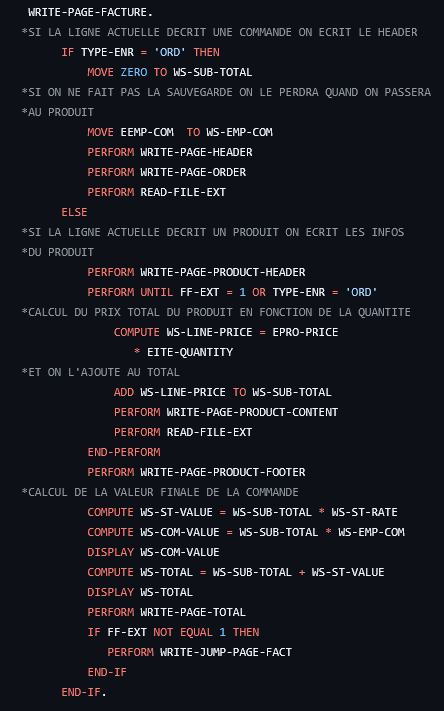 WRITE-PAGE-FACTURE.
*SI LA LIGNE ACTUELLE DECRIT UNE COMMANDE ON ECRIT LE HEADER
IF TYPE-ENR = 'ORD' THEN
MOVE ZERO TO WS-SUB-TOTAL
*SI ON NE FAIT PAS LA SAUVEGARDE ON LE PERDRA QUAND ON PASSERA
*AU PRODUIT
MOVE EEMP-COM  TO WS-EMP-COM
PERFORM WRITE-PAGE-HEADER
PERFORM WRITE-PAGE-ORDER
PERFORM READ-FILE-EXT
ELSE
*SI LA LIGNE ACTUELLE DECRIT UN PRODUIT ON ECRIT LES INFOS
*DU PRODUIT
PERFORM WRITE-PAGE-PRODUCT-HEADER
PERFORM UNTIL FF-EXT = 1 OR TYPE-ENR = 'ORD'
*CALCUL DU PRIX TOTAL DU PRODUIT EN FONCTION DE LA QUANTITE
COMPUTE WS-LINE-PRICE = EPRO-PRICE
* EITE-QUANTITY
*ET ON L'AJOUTE AU TOTAL
ADD WS-LINE-PRICE TO WS-SUB-TOTAL
PERFORM WRITE-PAGE-PRODUCT-CONTENT
PERFORM READ-FILE-EXT
END-PERFORM
PERFORM WRITE-PAGE-PRODUCT-FOOTER
*CALCUL DE LA VALEUR FINALE DE LA COMMANDE
COMPUTE WS-ST-VALUE = WS-SUB-TOTAL * WS-ST-RATE
COMPUTE WS-COM-VALUE = WS-SUB-TOTAL * WS-EMP-COM
DISPLAY WS-COM-VALUE
COMPUTE WS-TOTAL = WS-SUB-TOTAL + WS-ST-VALUE
DISPLAY WS-TOTAL
PERFORM WRITE-PAGE-TOTAL
IF FF-EXT NOT EQUAL 1 THEN
PERFORM WRITE-JUMP-PAGE-FACT
END-IF
END-IF.